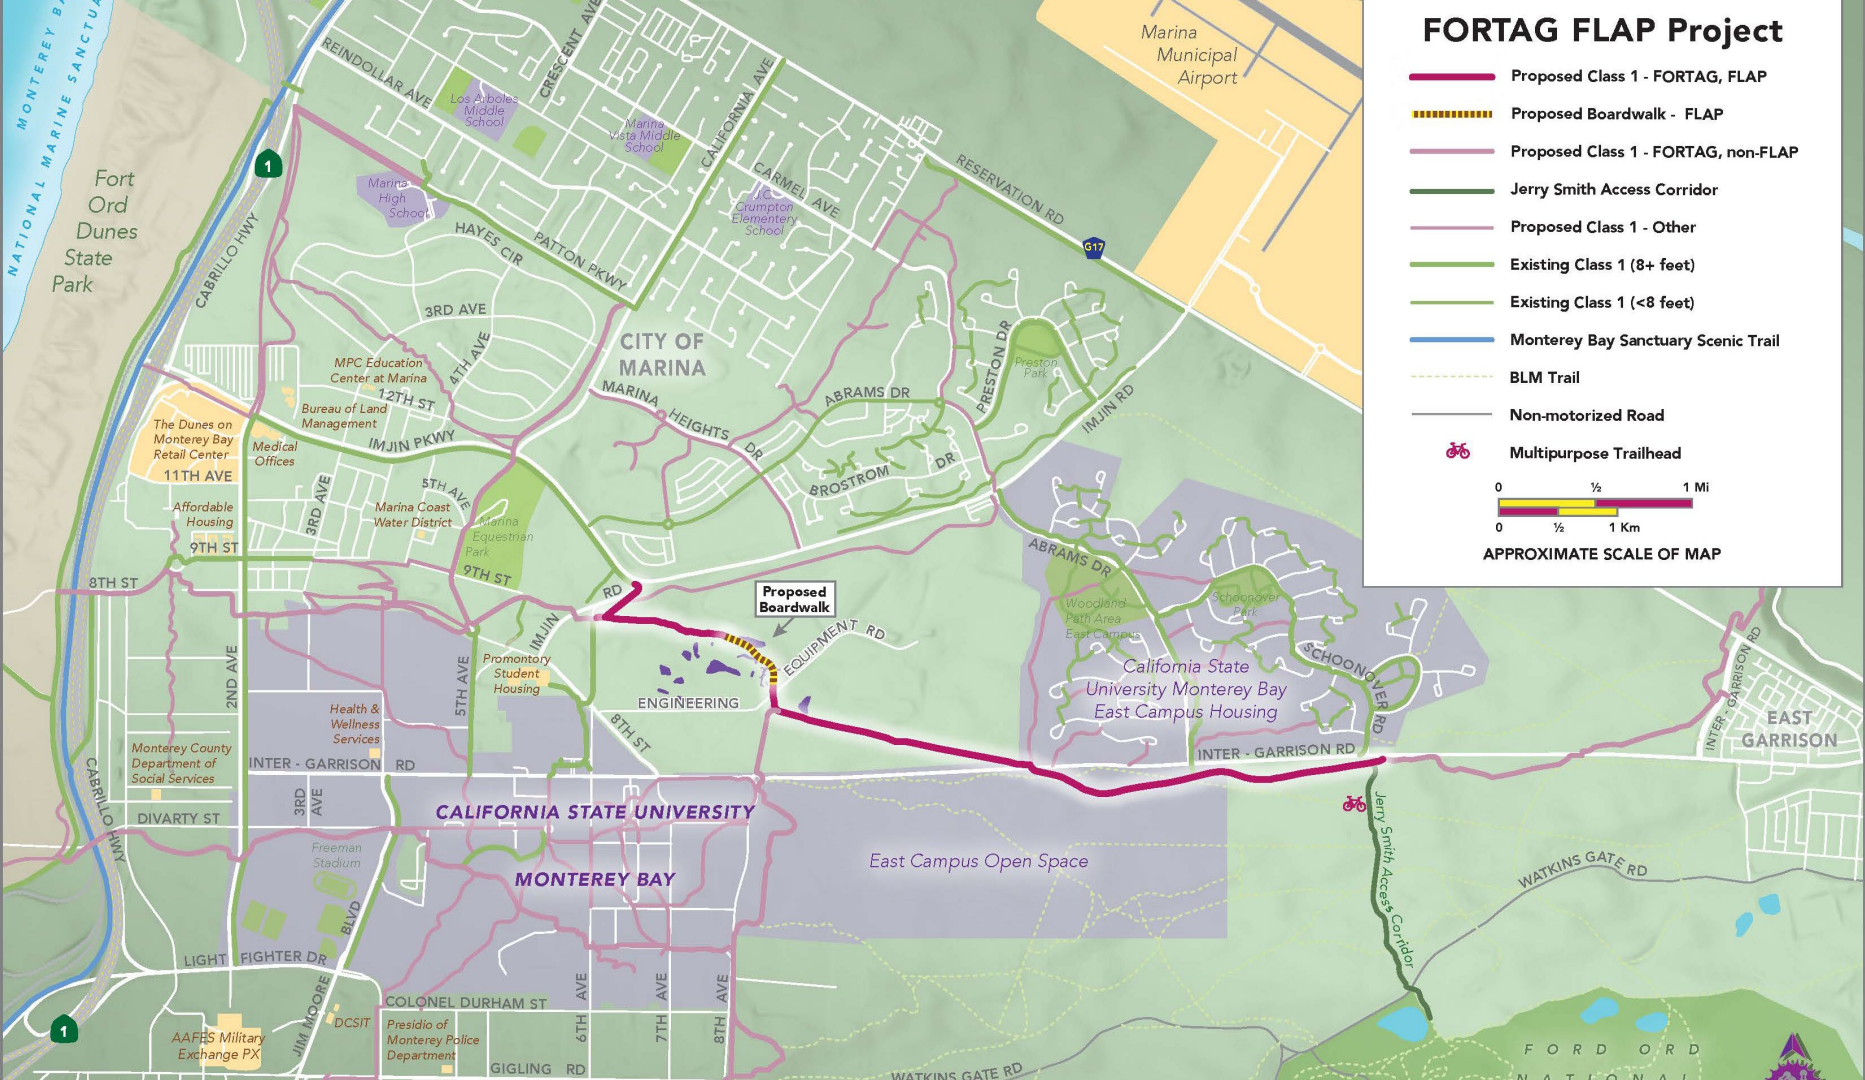 FORTAG FLAP Project
Proposed Class 1 - FORTAG, FLAP
Proposed Boardwalk -  FLAP
Proposed Class 1 - FORTAG, non-FLAP
Jerry Smith Access Corridor
Proposed Class 1 - Other
Existing Class 1 (8+ feet)
Existing Class 1 (<8 feet)
Monterey Bay Sanctuary Scenic Trail
BLM Trail
Non-motorized Road
Multipurpose Trailhead
0 ½ 1 Mi
0 ½ 1 Km
APPROXIMATE SCALE OF MAP
MONTEREY BA
NATIONAL MARINE SANCTUA
Fort
Ord
Dunes
State
Park
1
CABRILLO HWY
REINDOLLAR AVE
CRESCENT AVE
Los Arboles
Middle
School
Marina
Vista Middle
School
CALIFORNIA AVE
CARMEL AVE
J.C.
Crumpton
Elementery
School
Marina
High
School
HAYES CIR
PATTON PKWY
RESERVATION RD
G17
Marina
Municipal
Airport
3RD AVE
4TH AVE
CITY OF
MARINA
MPC Education
Center at Marina
12TH ST
Bureau of Land
Management
IMJIN PKWY
The Dunes on
Monterey Bay
Retail Center
Medical
Offices
11TH AVE
MARINA HEIGHTS DR
ABRAMS DR
PRESTON DR
Preston
Park
IMJIN RD
BROSTROM DR
5TH AVE
3RD AVE
Affordable
Housing
Marina Coast
Water District
Marina
Equestrian
Park
9TH ST
9TH ST
8TH ST
IMJIN RD
Proposed
Boardwalk
EQUIPMENT RD
ENGINEERING
ABRAMS DR
Woodland
Path Area
East Campus
Schoonover
Park
SCHOONOVER RD
California State
University Monterey Bay
East Campus Housing
INTER - GARRISON RD
INTER - GARRISON RD
EAST
GARRISON
2ND AVE
5TH AVE
Promontory
Student
Housing
8TH ST
Health &
Wellness
Services
Monterey County
Department of
Social Services
INTER - GARRISON RD
3RD
AVE
DIVARTY ST
CABRILLO HWY
CALIFORNIA STATE UNIVERSITY
MONTEREY BAY
East Campus Open Space
Jerry Smith Access Corridor
WATKINS GATE RD
Freeman
Stadium
LIGHT FIGHTER DR
JIM MOORE BLVD
COLONEL DURHAM ST
6TH AVE
7TH AVE
8TH AVE
1
AAFES Military
Exchange PX
DCSIT
Presidio of
Monterey Police
Department
GIGLING RD
WATKINS GATE RD
FORD ORD
NATIONAL